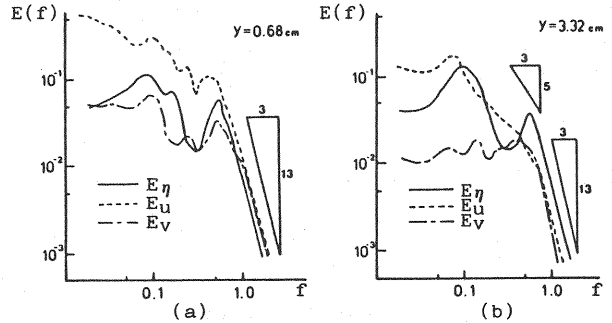 E(f)
y=0.68cm
10⁻¹
10⁻²
10⁻³
3
13
Eη
Eu
Ev
0.1
1.0
f
(a)
E(f)
y=3.32cm
10⁻¹
10⁻²
10⁻³
3
5
3
13
Eη
Eu
Ev
0.1
1.0
f
(b)